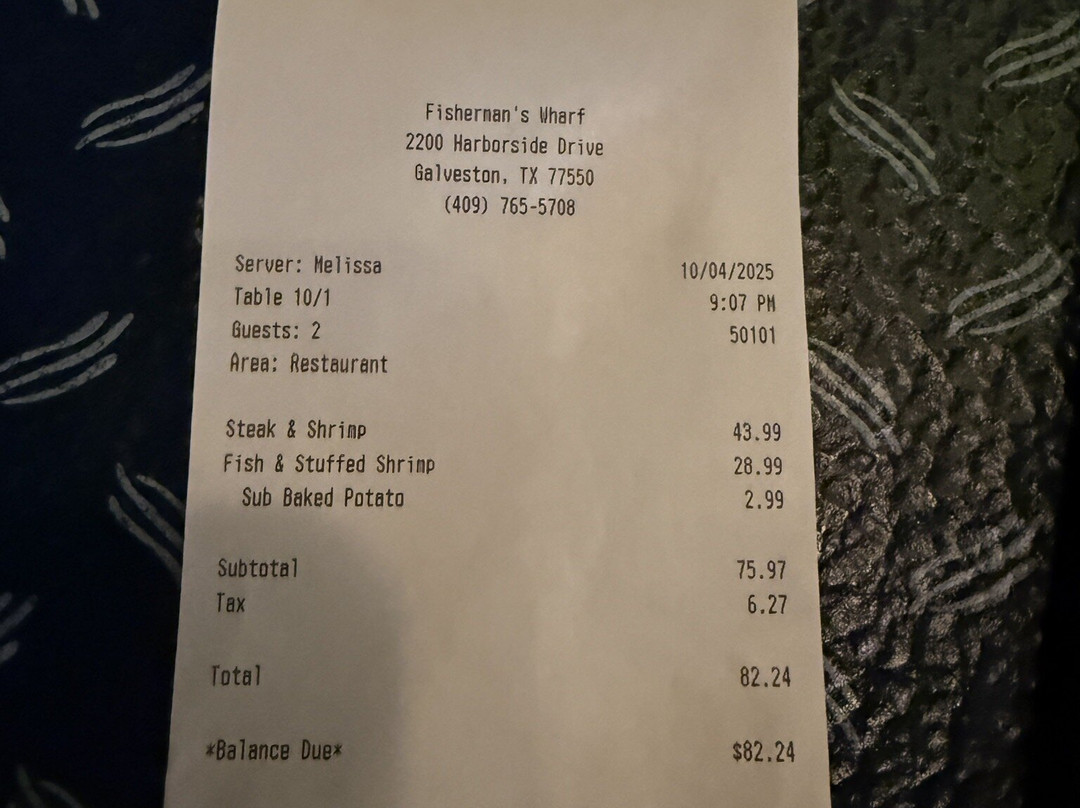 Fisherman's Wharf
2200 Harborside Drive
Galveston, TX 77550
(409) 765-5708
Server: Melissa 10/04/2025
Table 10/1 9:07 PM
Guests: 2 50101
Area: Restaurant
Steak & Shrimp 43.99
Fish & Stuffed Shrimp 28.99
Sub Baked Potato 2.99
Subtotal 75.97
Tax 6.27
Total 82.24
*Balance Due* $82.24